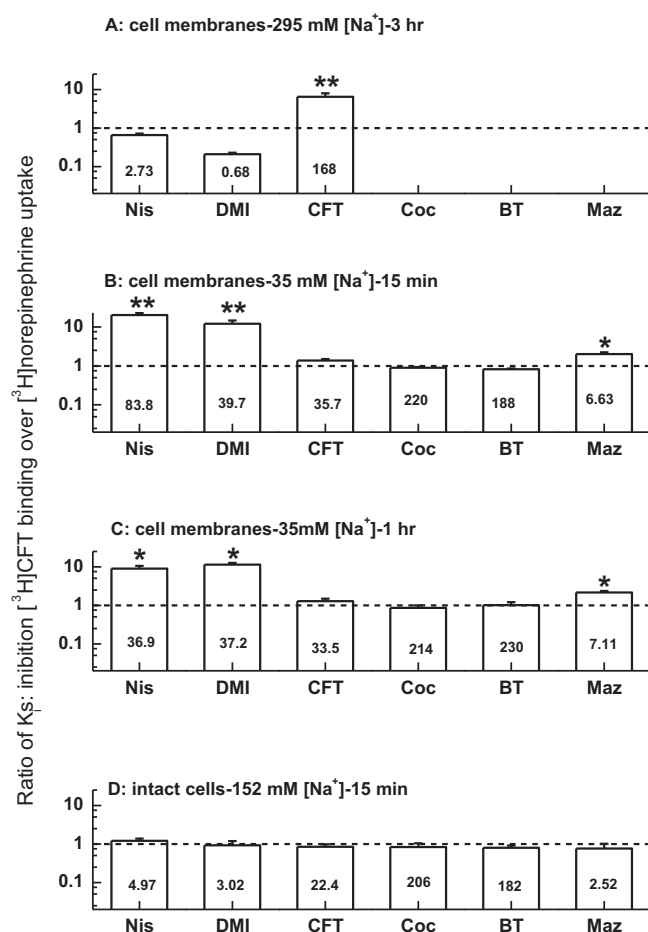 A: cell membranes-295 mM [Na⁺]-3 hr
**
10
1
0.1
2.73
0.68
168
Nis DMI CFT Coc BT Maz
B: cell membranes-35 mM [Na⁺]-15 min
** ** *
10
1
0.1
83.8 39.7 35.7 220 188 6.63
Nis DMI CFT Coc BT Maz
C: cell membranes-35mM [Na⁺]-1 hr
* * *
10
1
0.1
36.9 37.2 33.5 214 230 7.11
Nis DMI CFT Coc BT Maz
D: intact cells-152 mM [Na⁺]-15 min
10
1
0.1
4.97 3.02 22.4 206 182 2.52
Nis DMI CFT Coc BT Maz
Ratio of Kᵢs: inibition [³H]CFT binding over [³H]norepinephrine uptake